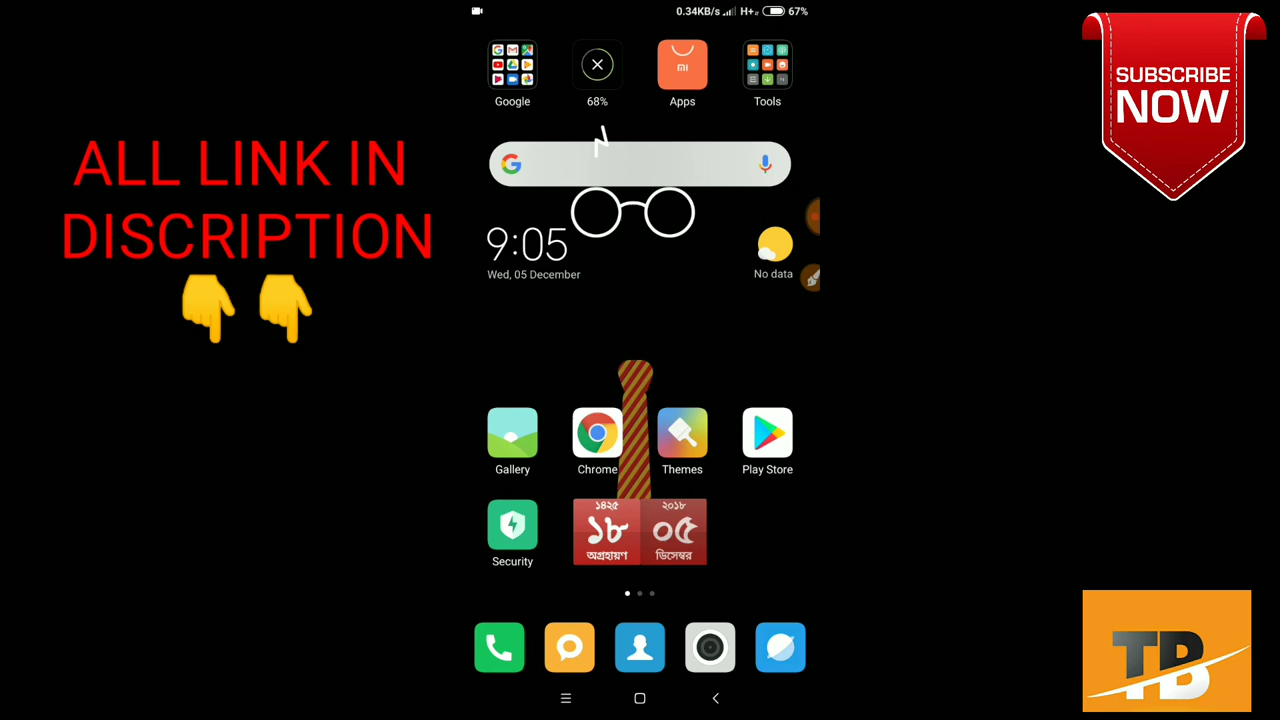 0.34KB/s H+ 67%
Google
68%
mi
Apps
Tools
ALL LINK IN
DISCRIPTION
SUBSCRIBE
NOW
9:05
Wed, 05 December
No data
Gallery
Chrome
Themes
Play Store
Security
১৪২৫
১৮
অগ্রহায়ণ
২০১৮
০৫
ডিসেম্বর
TB